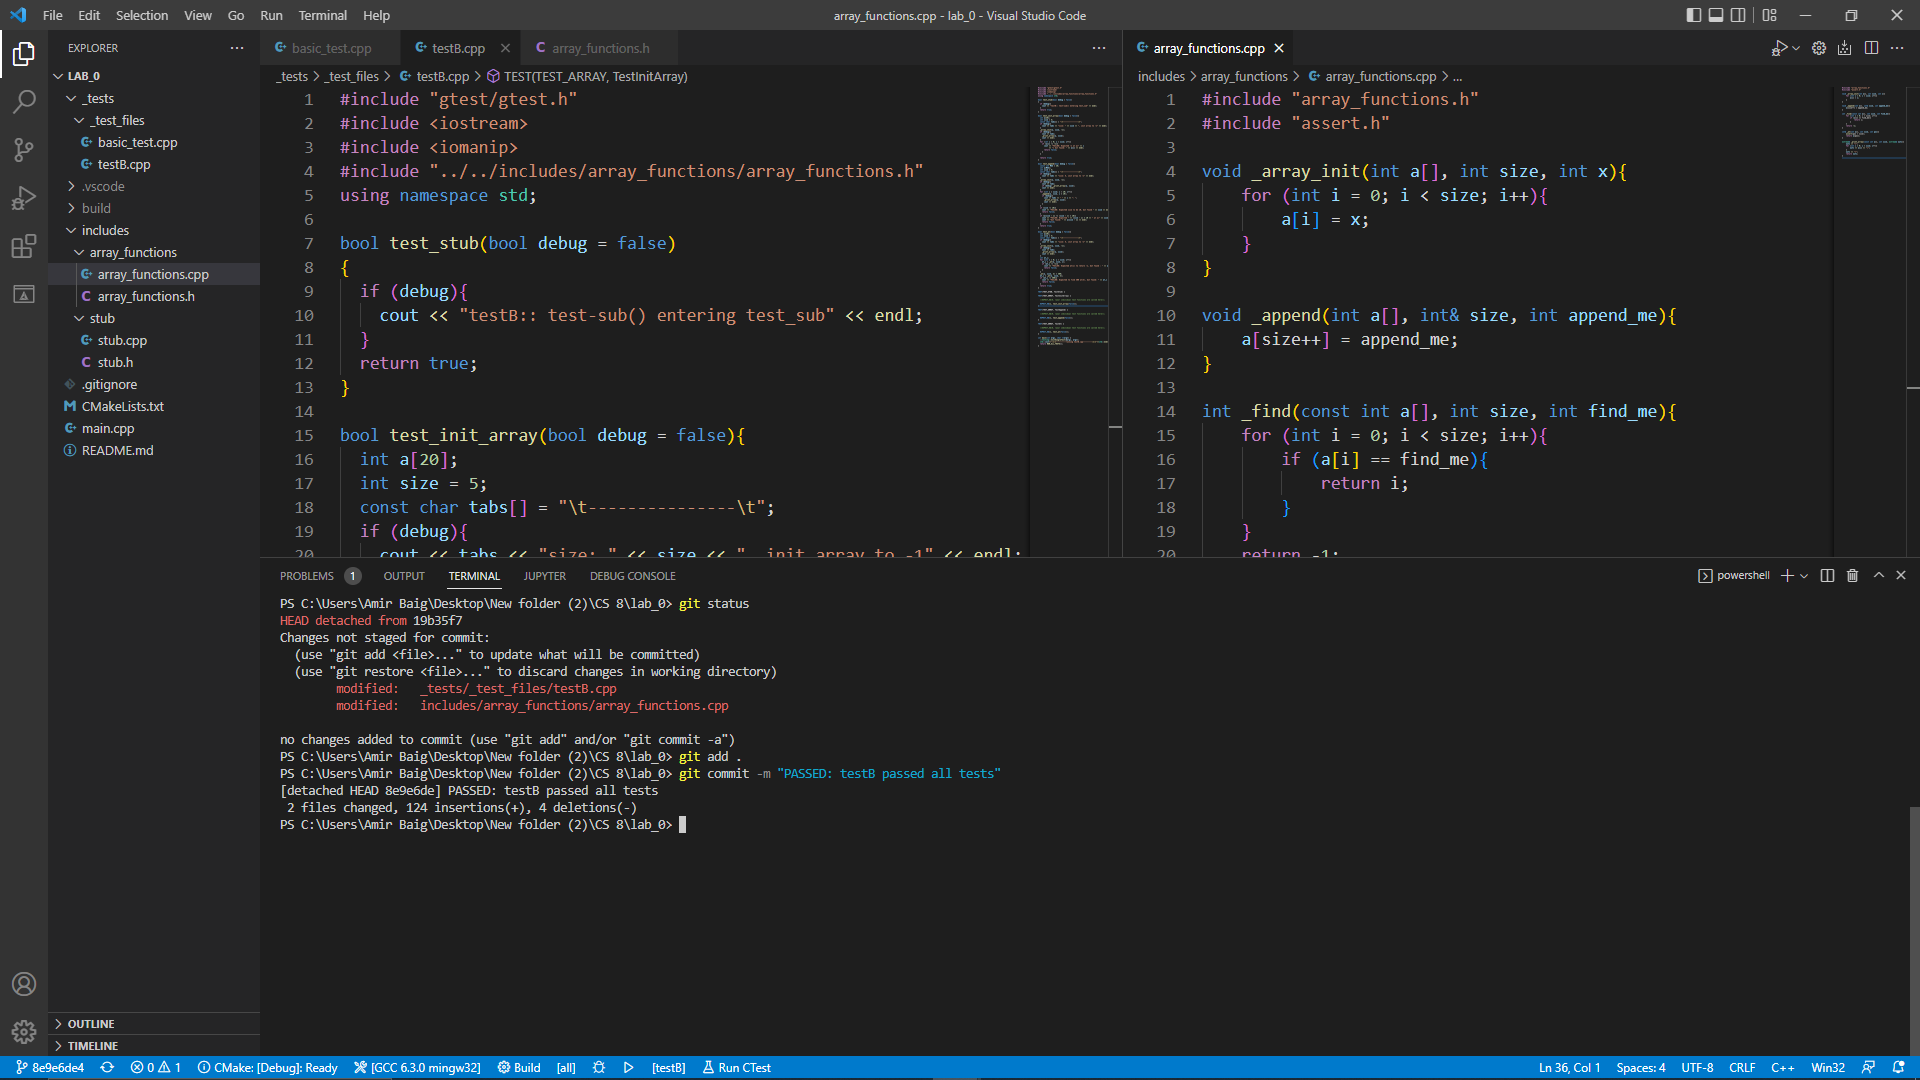 File Edit Selection View Go Run Terminal Help
array_functions.cpp - lab_0 - Visual Studio Code
EXPLORER
LAB_0
_tests
_test_files
basic_test.cpp
testB.cpp
.vscode
build
includes
array_functions
array_functions.cpp
array_functions.h
stub
stub.cpp
stub.h
.gitignore
CMakeLists.txt
main.cpp
README.md
OUTLINE
TIMELINE
basic_test.cpp testB.cpp array_functions.h
_tests > _test_files > testB.cpp > TEST(TEST_ARRAY, TestInitArray)
1 #include "gtest/gtest.h"
2 #include <iostream>
3 #include <iomanip>
4 #include "../../includes/array_functions/array_functions.h"
5 using namespace std;
6
7 bool test_stub(bool debug = false)
8 {
9 if (debug){
10 cout << "testB:: test-sub() entering test_sub" << endl;
11 }
12 return true;
13 }
14
15 bool test_init_array(bool debug = false){
16 int a[20];
17 int size = 5;
18 const char tabs[] = "\t---------------\t";
19 if (debug){
20 cout << tabs << "size: " << size << " init array to -1" << endl;
array_functions.cpp
includes > array_functions > array_functions.cpp > ...
1 #include "array_functions.h"
2 #include "assert.h"
3
4 void _array_init(int a[], int size, int x){
5 for (int i = 0; i < size; i++){
6 a[i] = x;
7 }
8 }
9
10 void _append(int a[], int& size, int append_me){
11 a[size++] = append_me;
12 }
13
14 int _find(const int a[], int size, int find_me){
15 for (int i = 0; i < size; i++){
16 if (a[i] == find_me){
17 return i;
18 }
19 }
20 return -1;
PROBLEMS 1 OUTPUT TERMINAL JUPYTER DEBUG CONSOLE
powershell
PS C:\Users\Amir Baig\Desktop\New folder (2)\CS 8\lab_0> git status
HEAD detached from 19b35f7
Changes not staged for commit:
(use "git add <file>..." to update what will be committed)
(use "git restore <file>..." to discard changes in working directory)
modified: _tests/_test_files/testB.cpp
modified: includes/array_functions/array_functions.cpp
no changes added to commit (use "git add" and/or "git commit -a")
PS C:\Users\Amir Baig\Desktop\New folder (2)\CS 8\lab_0> git add .
PS C:\Users\Amir Baig\Desktop\New folder (2)\CS 8\lab_0> git commit -m "PASSED: testB passed all tests"
[detached HEAD 8e9e6de] PASSED: testB passed all tests
2 files changed, 124 insertions(+), 4 deletions(-)
PS C:\Users\Amir Baig\Desktop\New folder (2)\CS 8\lab_0>
8e9e6de4 0 1 CMake: [Debug]: Ready [GCC 6.3.0 mingw32] Build [all] [testB] Run CTest
Ln 36, Col 1 Spaces: 4 UTF-8 CRLF C++ Win32